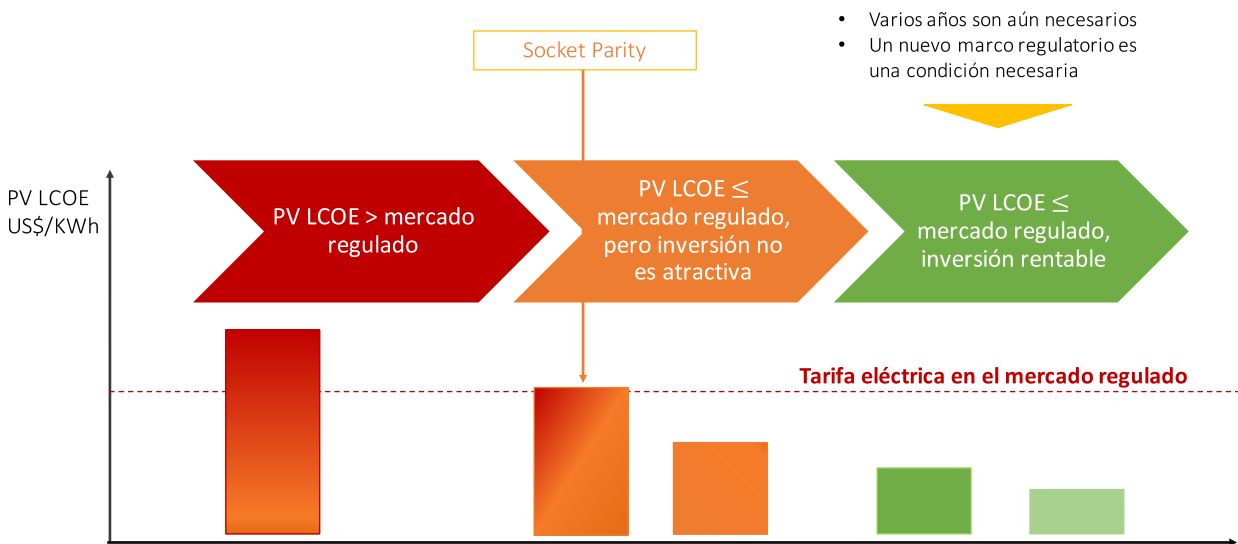 • Varios años son aún necesarios
• Un nuevo marco regulatorio es
una condición necesaria
Socket Parity
PV LCOE
US$/KWh
PV LCOE > mercado
regulado
PV LCOE ≤
mercado regulado,
pero inversión no
es atractiva
PV LCOE ≤
mercado regulado,
inversión rentable
Tarifa eléctrica en el mercado regulado